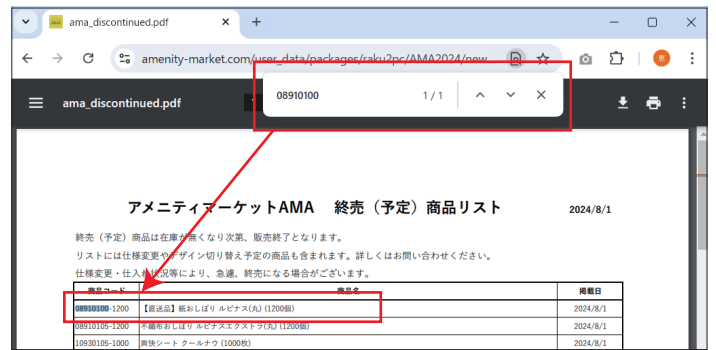 ama_discontinued.pdf
amenity-market.com/user_data/packages/raku2pc/AMA2024/new
ama_discontinued.pdf
08910100 1/1
アメニティマーケットAMA 終売（予定）商品リスト 2024/8/1
終売（予定）商品は在庫が無くなり次第、販売終了となります。
リストには仕様変更やデザイン切り替え予定の商品も含まれます。詳しくはお問い合わせください。
仕様変更・仕入れ状況等により、急遽、終売になる場合がございます。
商品コード 商品名 掲載日
08910100-1200 【直送品】紙おしぼり ルピナス(丸) (1200個) 2024/8/1
08910105-1200 不織布おしぼり ルピナスエクストラ(丸) (1200個) 2024/8/1
10930105-1000 爽快シート クールナウ (1000枚) 2024/8/1